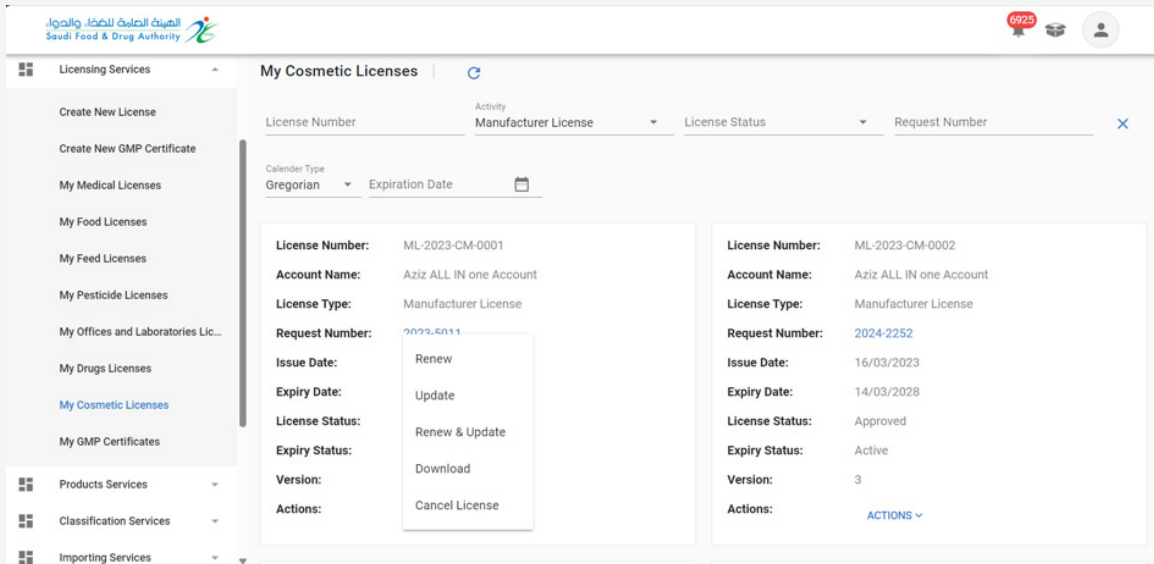 الهيئة العامة للغذاء والدواء
Saudi Food & Drug Authority
6925
Licensing Services
Create New License
Create New GMP Certificate
My Medical Licenses
My Food Licenses
My Feed Licenses
My Pesticide Licenses
My Offices and Laboratories Lic...
My Drugs Licenses
My Cosmetic Licenses
My GMP Certificates
Products Services
Classification Services
Importing Services
My Cosmetic Licenses
License Number
Activity
Manufacturer License
License Status
Request Number
Calender Type
Gregorian
Expiration Date
License Number: ML-2023-CM-0001
Account Name: Aziz ALL IN one Account
License Type: Manufacturer License
Request Number: 2023-5011
Issue Date:
Expiry Date:
License Status:
Expiry Status:
Version:
Actions:
Renew
Update
Renew & Update
Download
Cancel License
License Number: ML-2023-CM-0002
Account Name: Aziz ALL IN one Account
License Type: Manufacturer License
Request Number: 2024-2252
Issue Date: 16/03/2023
Expiry Date: 14/03/2028
License Status: Approved
Expiry Status: Active
Version: 3
Actions: ACTIONS